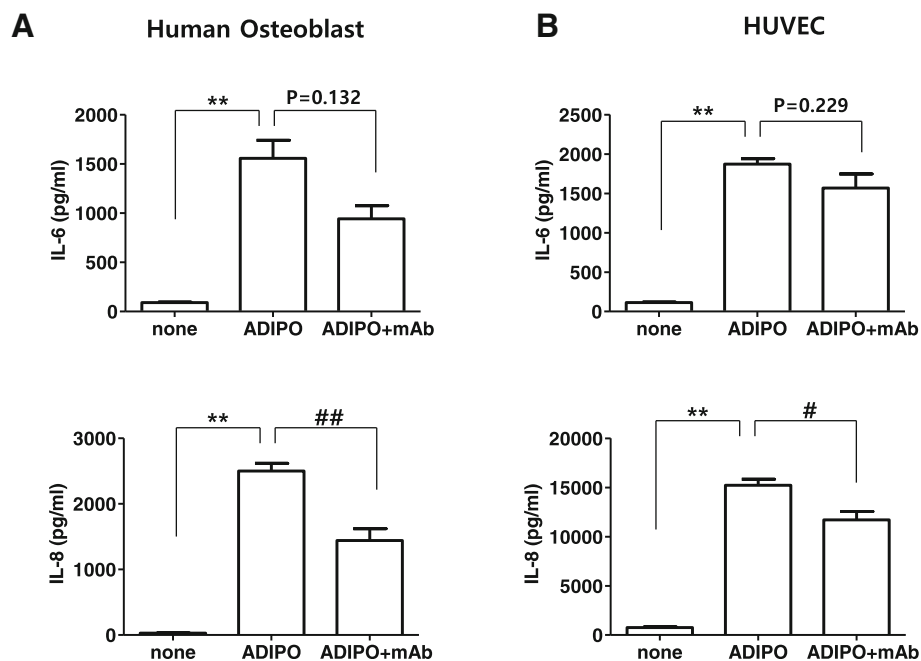 A Human Osteoblast
** P=0.132
IL-6 (pg/ml)
2000
1500
1000
500
0
none ADIPO ADIPO+mAb
** ##
IL-8 (pg/ml)
3000
2000
1000
0
none ADIPO ADIPO+mAb
B HUVEC
** P=0.229
IL-6 (pg/ml)
2500
2000
1500
1000
500
0
none ADIPO ADIPO+mAb
** #
IL-8 (pg/ml)
20000
15000
10000
5000
0
none ADIPO ADIPO+mAb